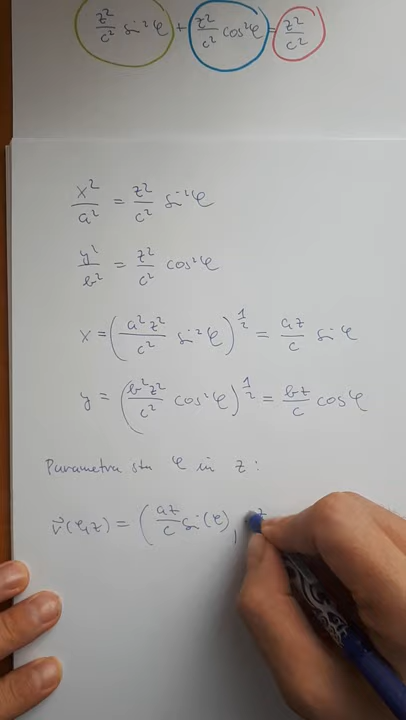 z²/c² sin²φ + z²/c² cos²φ = z²/c²
x²/a² = z²/c² sin²φ
y²/b² = z²/c² cos²φ
x = (a²z²/c² sin²φ)^(1/2) = az/c sin φ
y = (b²z²/c² cos²φ)^(1/2) = bz/c cos φ
Parametra sta φ in z :
r⃗(φ,z) = (az/c sin(φ),